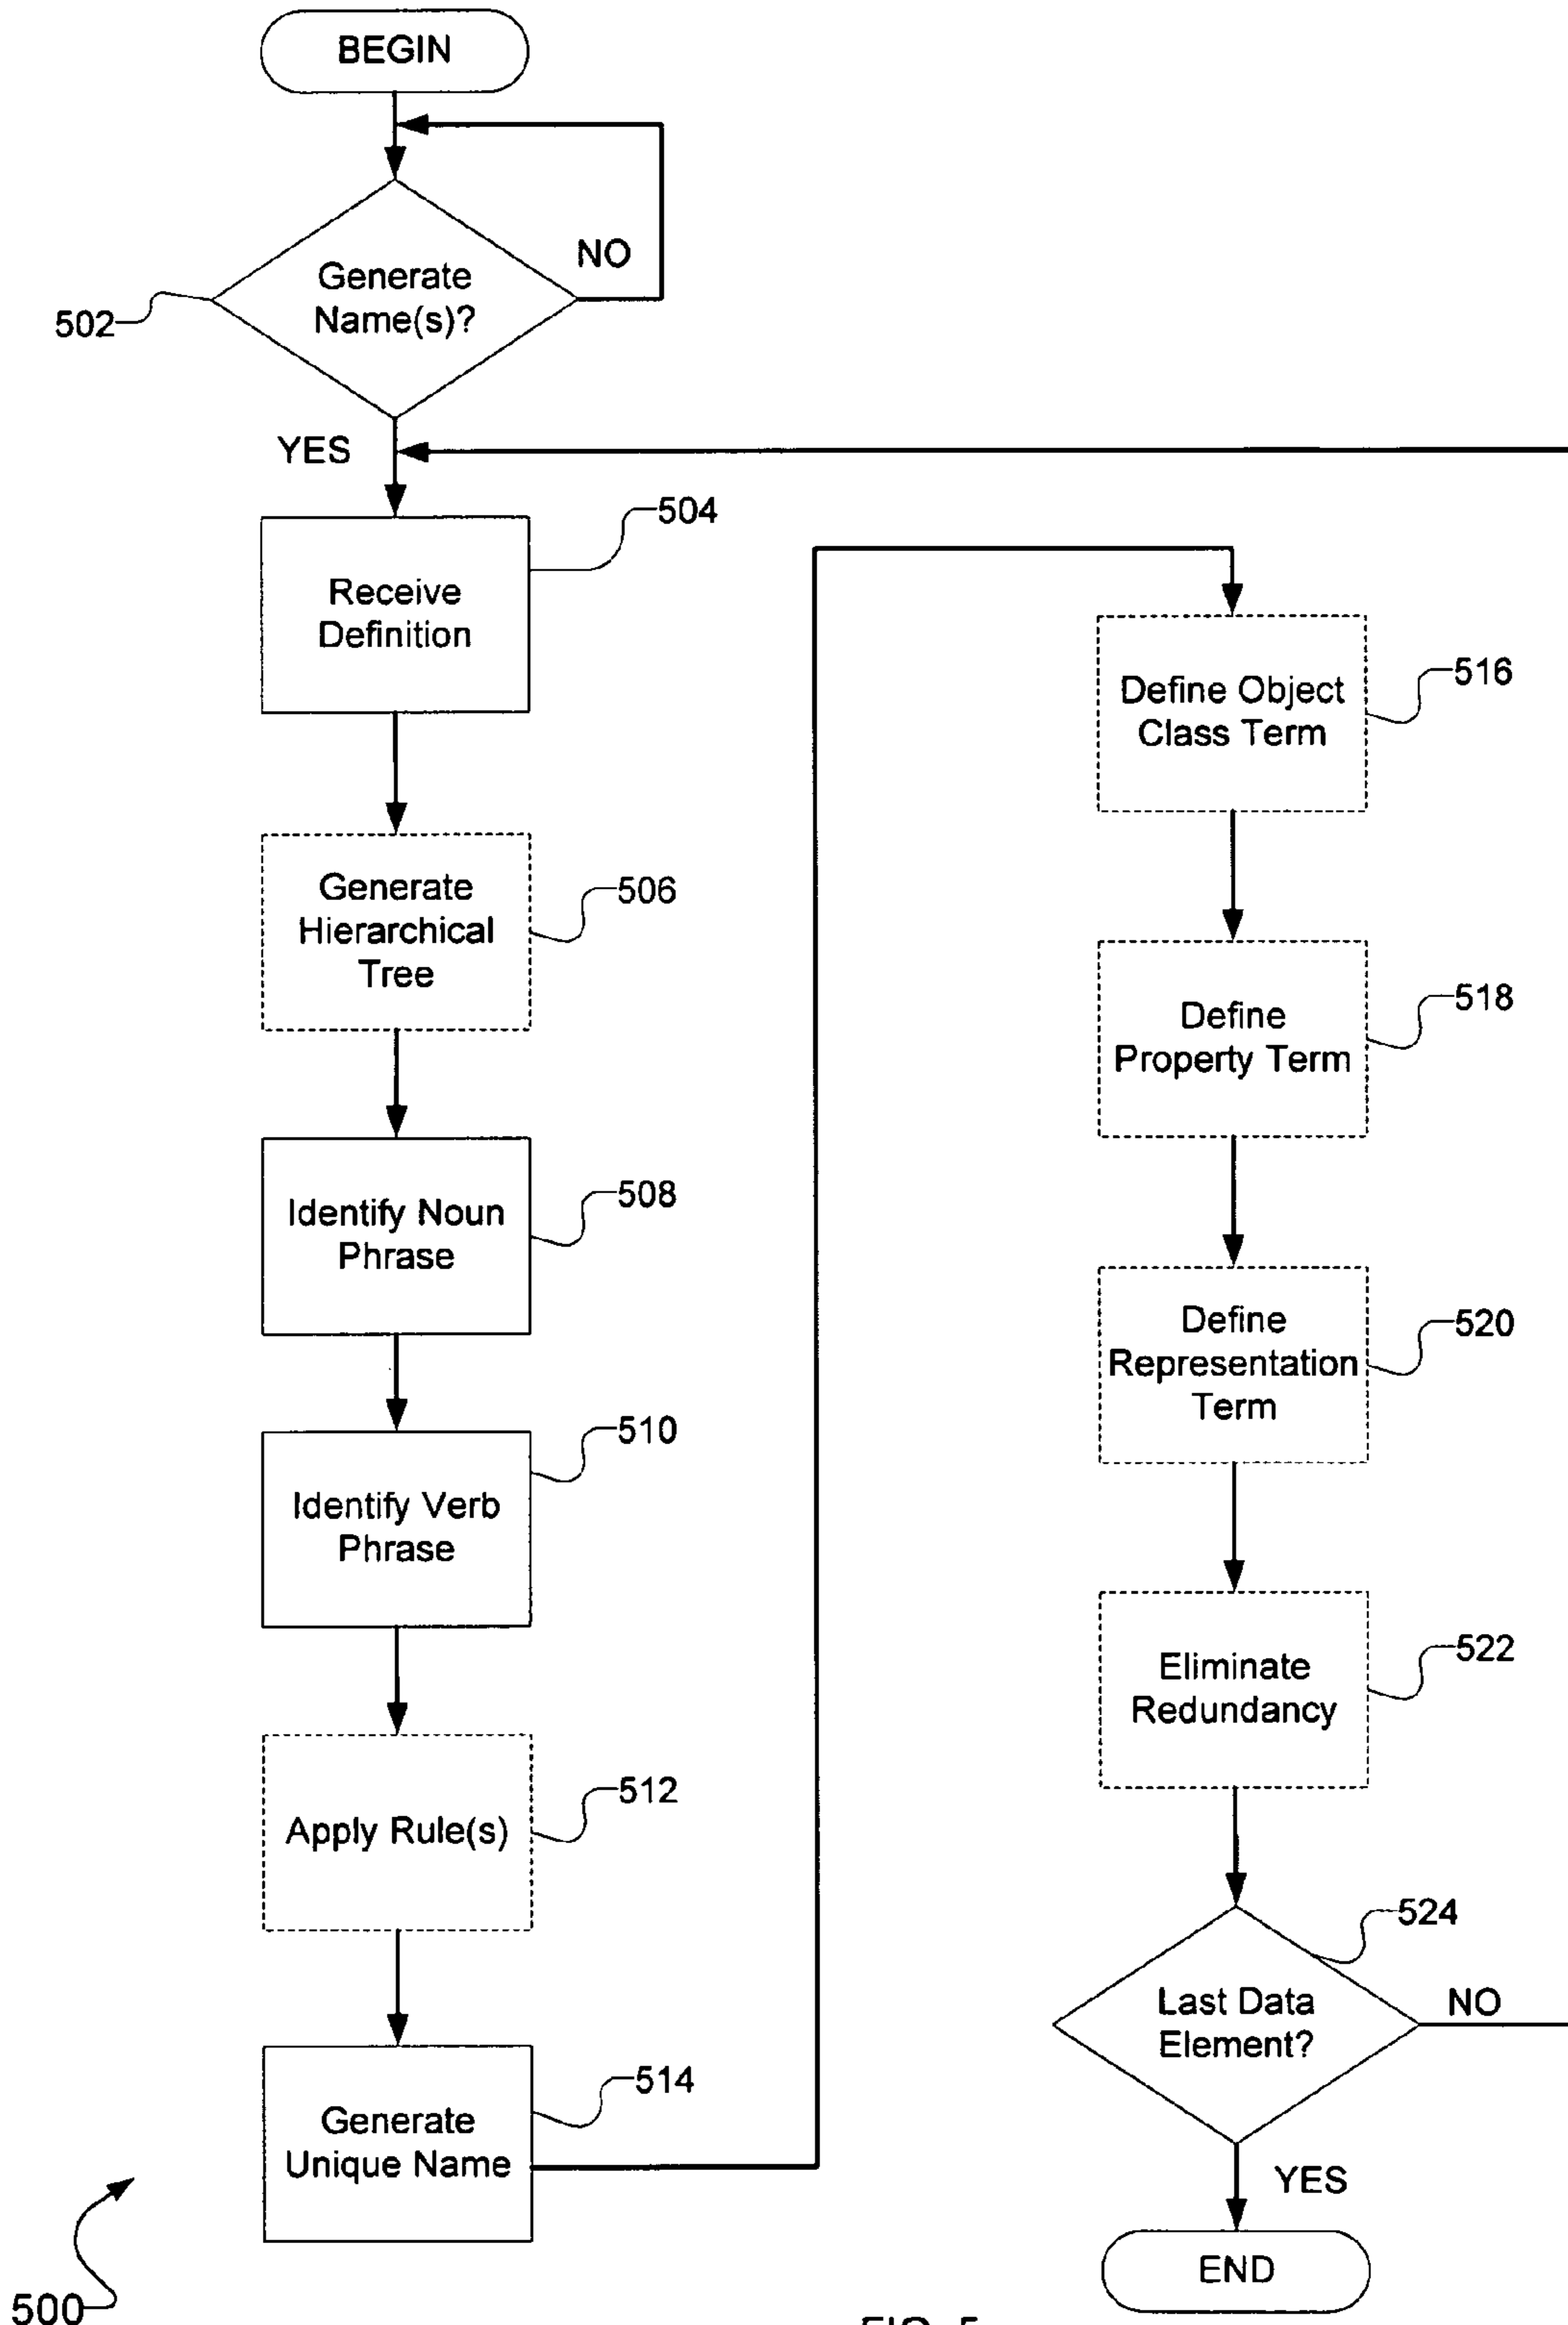 BEGIN
NO
Generate
Name(s)?
502
YES
504
Receive
Definition
506
Generate
Hierarchical
Tree
508
Identify Noun
Phrase
510
Identify Verb
Phrase
512
Apply Rule(s)
514
Generate
Unique Name
500
516
Define Object
Class Term
518
Define
Property Term
520
Define
Representation
Term
522
Eliminate
Redundancy
524
Last Data
Element?
NO
YES
END